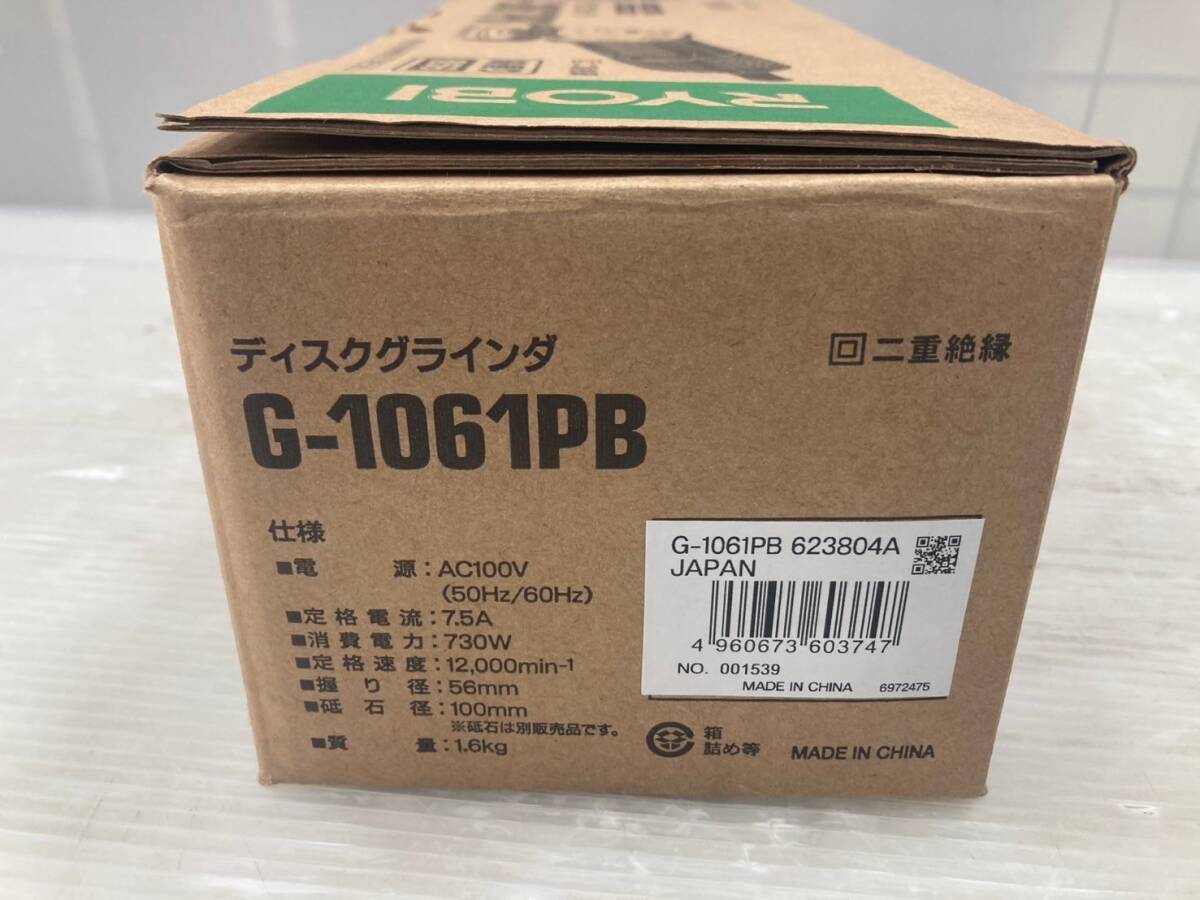 RYOBI
ディスクグラインダ
回二重絶縁
G-1061PB
仕様
■電 源：AC100V
(50Hz/60Hz)
■定格電流：7.5A
■消費電力：730W
■定格速度：12,000min-1
■握り径：56mm
■砥石径：100mm
※砥石は別販売品です。
■質 量：1.6kg
G-1061PB 623804A
JAPAN
4 960673 603747
NO. 001539
MADE IN CHINA 6972475
箱
詰め等
MADE IN CHINA